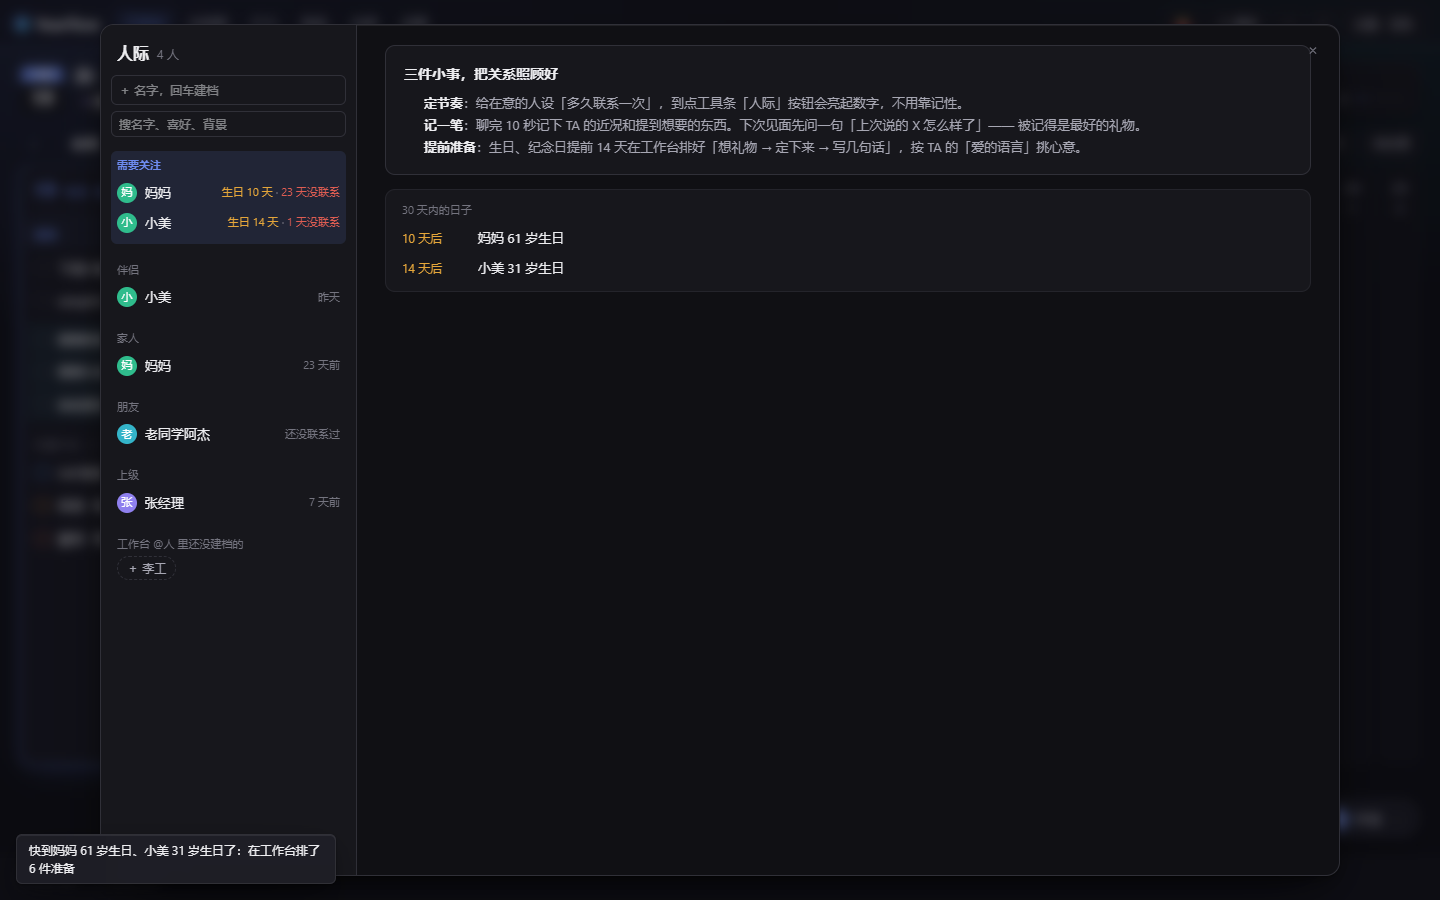 人际 4 人
+ 名字，回车建档
搜名字、喜好、背景
需要关注
妈 妈妈 生日 10 天 · 23 天没联系
小 小美 生日 14 天 · 1 天没联系
伴侣
小 小美 昨天
家人
妈 妈妈 23 天前
朋友
老 老同学阿杰 还没联系过
上级
张 张经理 7 天前
工作台 @人 里还没建档的
+ 李工
×
三件小事，把关系照顾好
定节奏：给在意的人设「多久联系一次」，到点工具条「人际」按钮会亮起数字，不用靠记性。
记一笔：聊完 10 秒记下 TA 的近况和提到想要的东西。下次见面先问一句「上次说的 X 怎么样了」—— 被记得是最好的礼物。
提前准备：生日、纪念日提前 14 天在工作台排好「想礼物 → 定下来 → 写几句话」，按 TA 的「爱的语言」挑心意。
30 天内的日子
10 天后 妈妈 61 岁生日
14 天后 小美 31 岁生日
快到妈妈 61 岁生日、小美 31 岁生日了：在工作台排了
6 件准备